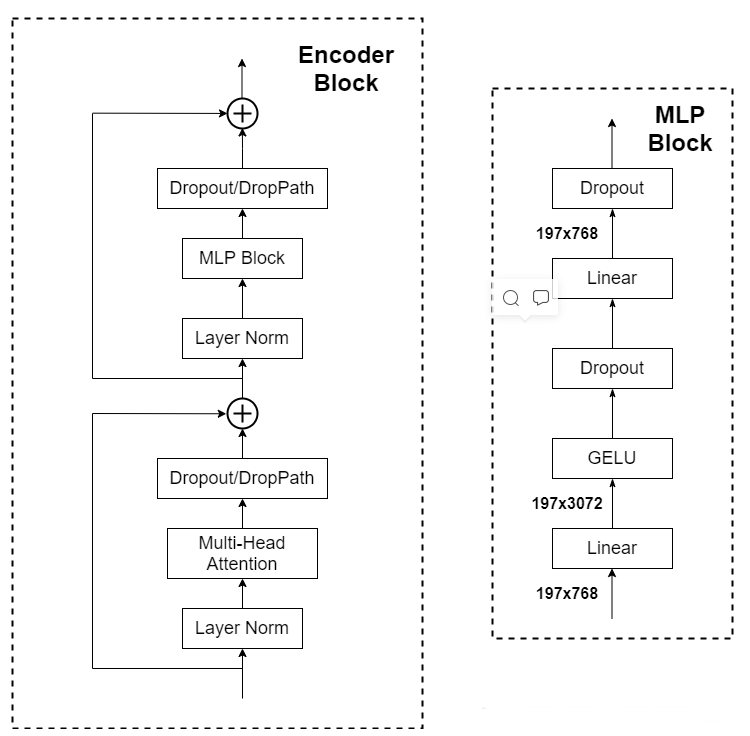 Encoder
Block
Dropout/DropPath
MLP Block
Layer Norm
Dropout/DropPath
Multi-Head
Attention
Layer Norm
MLP
Block
Dropout
197x768
Linear
Dropout
GELU
197x3072
Linear
197x768